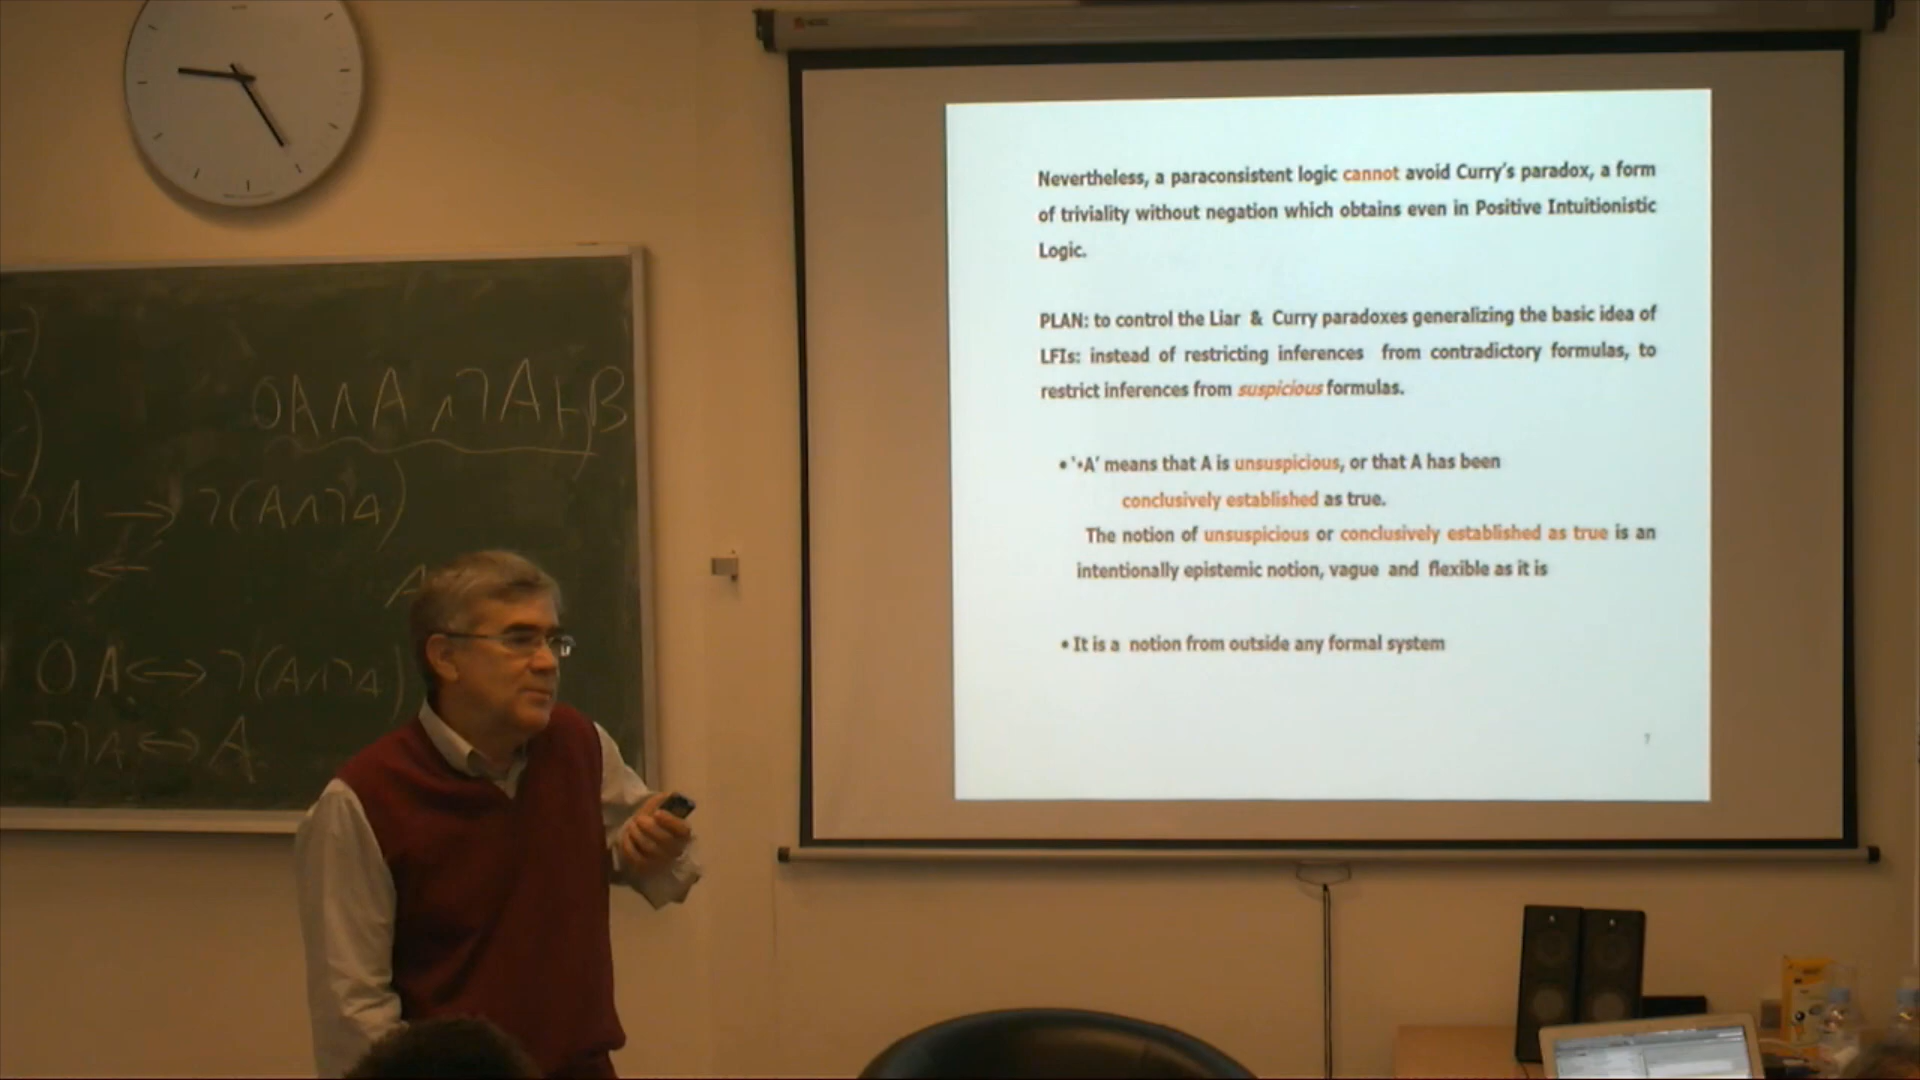 OA∧A∧¬A⊢B
OA → ¬(A∧¬A)
←
A
OA↔¬(A∧¬A)
¬¬A↔A
Nevertheless, a paraconsistent logic cannot avoid Curry's paradox, a form
of triviality without negation which obtains even in Positive Intuitionistic
Logic.
PLAN: to control the Liar & Curry paradoxes generalizing the basic idea of
LFIs: instead of restricting inferences from contradictory formulas, to
restrict inferences from suspicious formulas.
• '•A' means that A is unsuspicious, or that A has been
conclusively established as true.
The notion of unsuspicious or conclusively established as true is an
intentionally epistemic notion, vague and flexible as it is
• It is a notion from outside any formal system
7